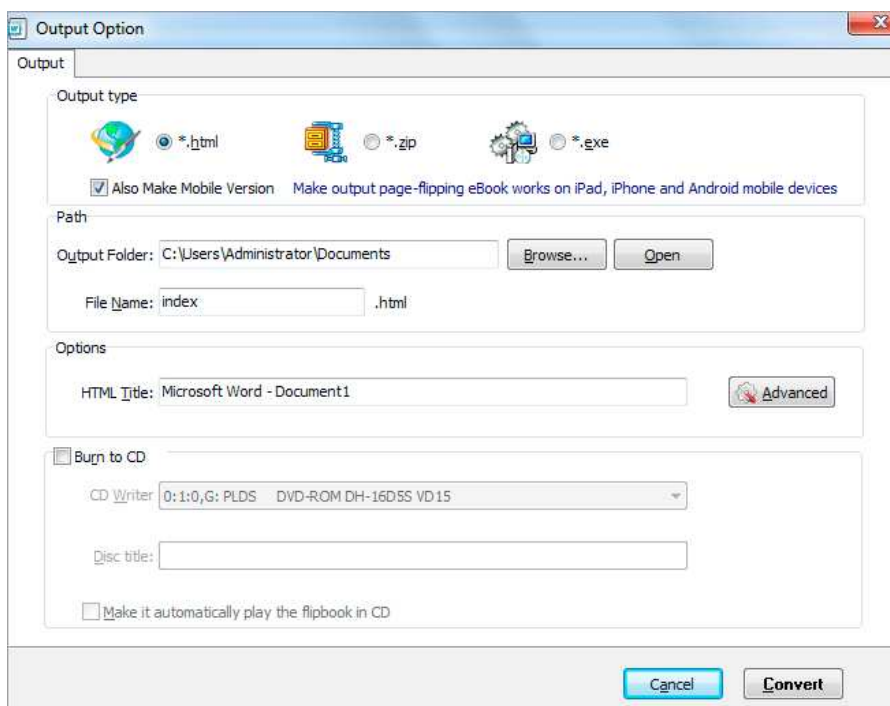 Output Option
Output
Output type
*.html
*.zip
*.exe
Also Make Mobile Version Make output page-flipping eBook works on iPad, iPhone and Android mobile devices
Path
Output Folder: C:\Users\Administrator\Documents Browse... Open
File Name: index .html
Options
HTML Title: Microsoft Word - Document1 Advanced
Burn to CD
CD Writer 0:1:0,G: PLDS DVD-ROM DH-16D5S VD15
Disc title:
Make it automatically play the flipbook in CD
Cancel Convert